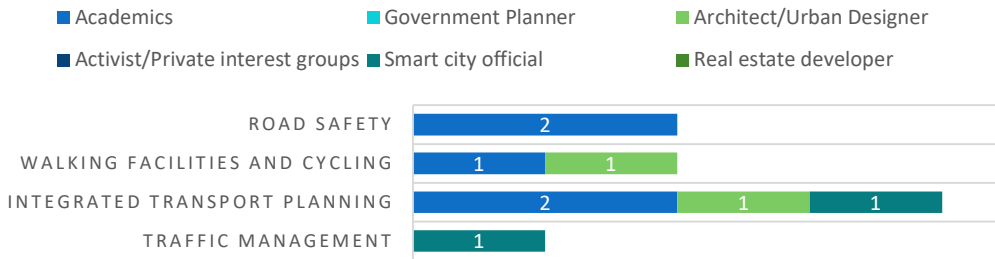 Academics Government Planner Architect/Urban Designer
Activist/Private interest groups Smart city official Real estate developer
ROAD SAFETY 2
WALKING FACILITIES AND CYCLING 1 1
INTEGRATED TRANSPORT PLANNING 2 1 1
TRAFFIC MANAGEMENT 1